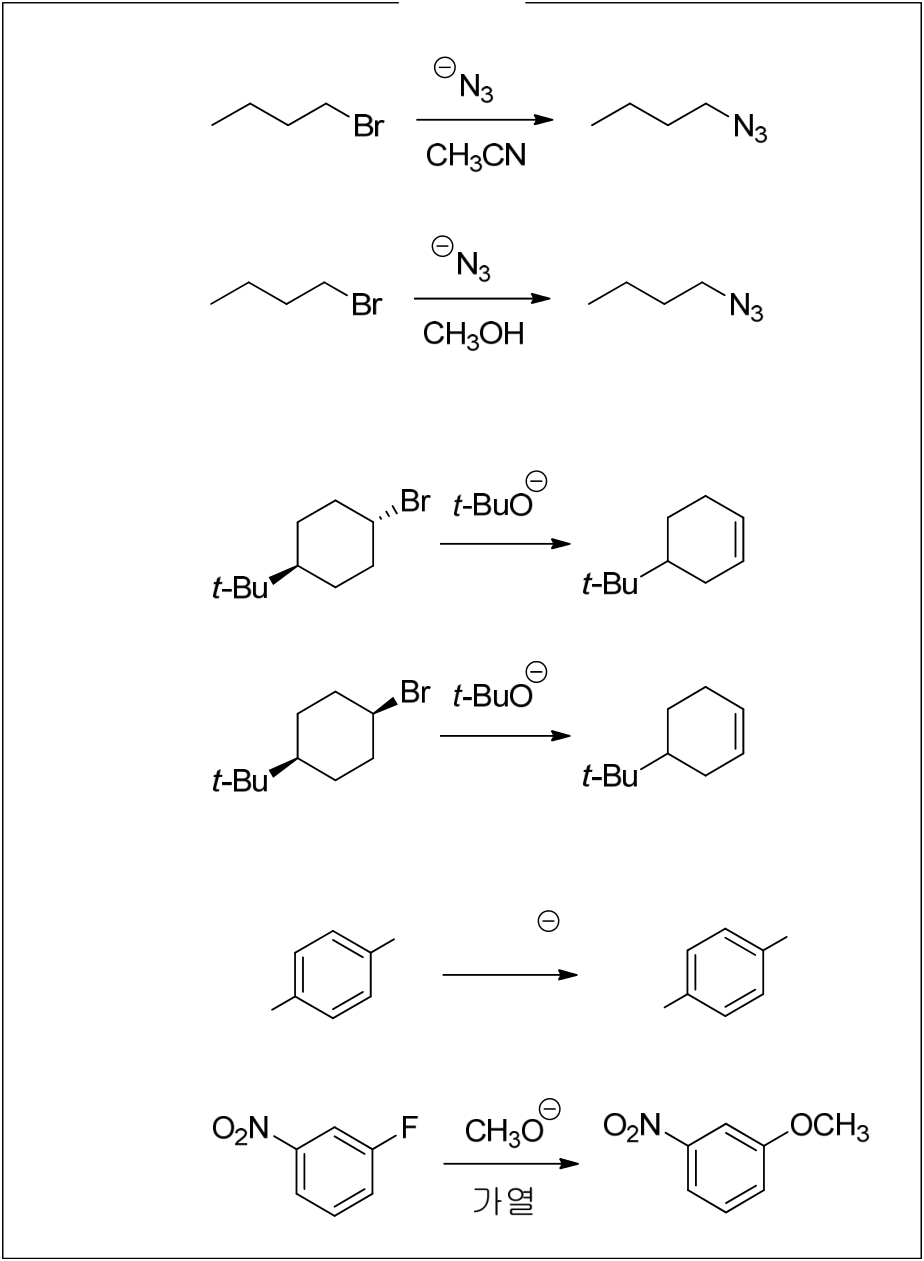 ⊖N₃
Br
CH₃CN
N₃
⊖N₃
Br
CH₃OH
N₃
Br
t-BuO⊖
t-Bu
t-Bu
Br
t-BuO⊖
t-Bu
t-Bu
⊖
O₂N
F
CH₃O⊖
가열
O₂N
OCH₃